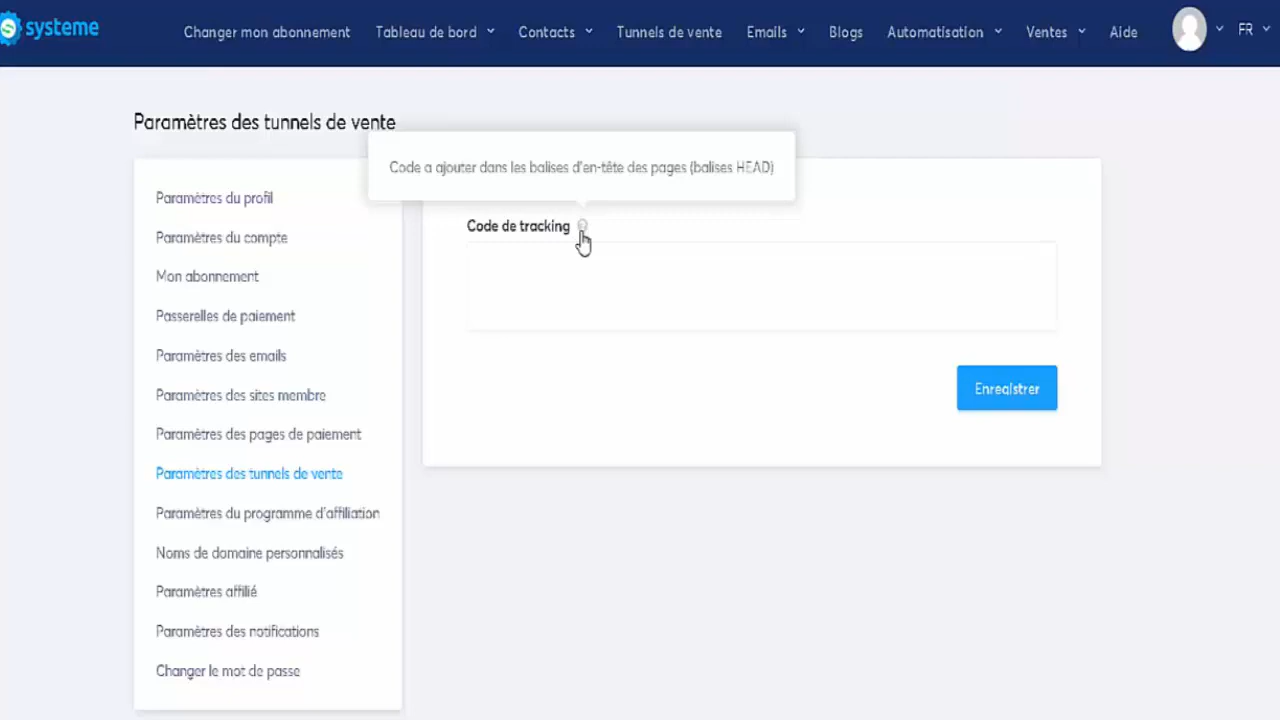 systeme
Changer mon abonnement Tableau de bord Contacts Tunnels de vente Emails Blogs Automatisation Ventes Aide FR
Paramètres des tunnels de vente
Code a ajouter dans les balises d'en-tête des pages (balises HEAD)
Code de tracking
Enregistrer
Paramètres du profil
Paramètres du compte
Mon abonnement
Passerelles de paiement
Paramètres des emails
Paramètres des sites membre
Paramètres des pages de paiement
Paramètres des tunnels de vente
Paramètres du programme d'affiliation
Noms de domaine personnalisés
Paramètres affilié
Paramètres des notifications
Changer le mot de passe